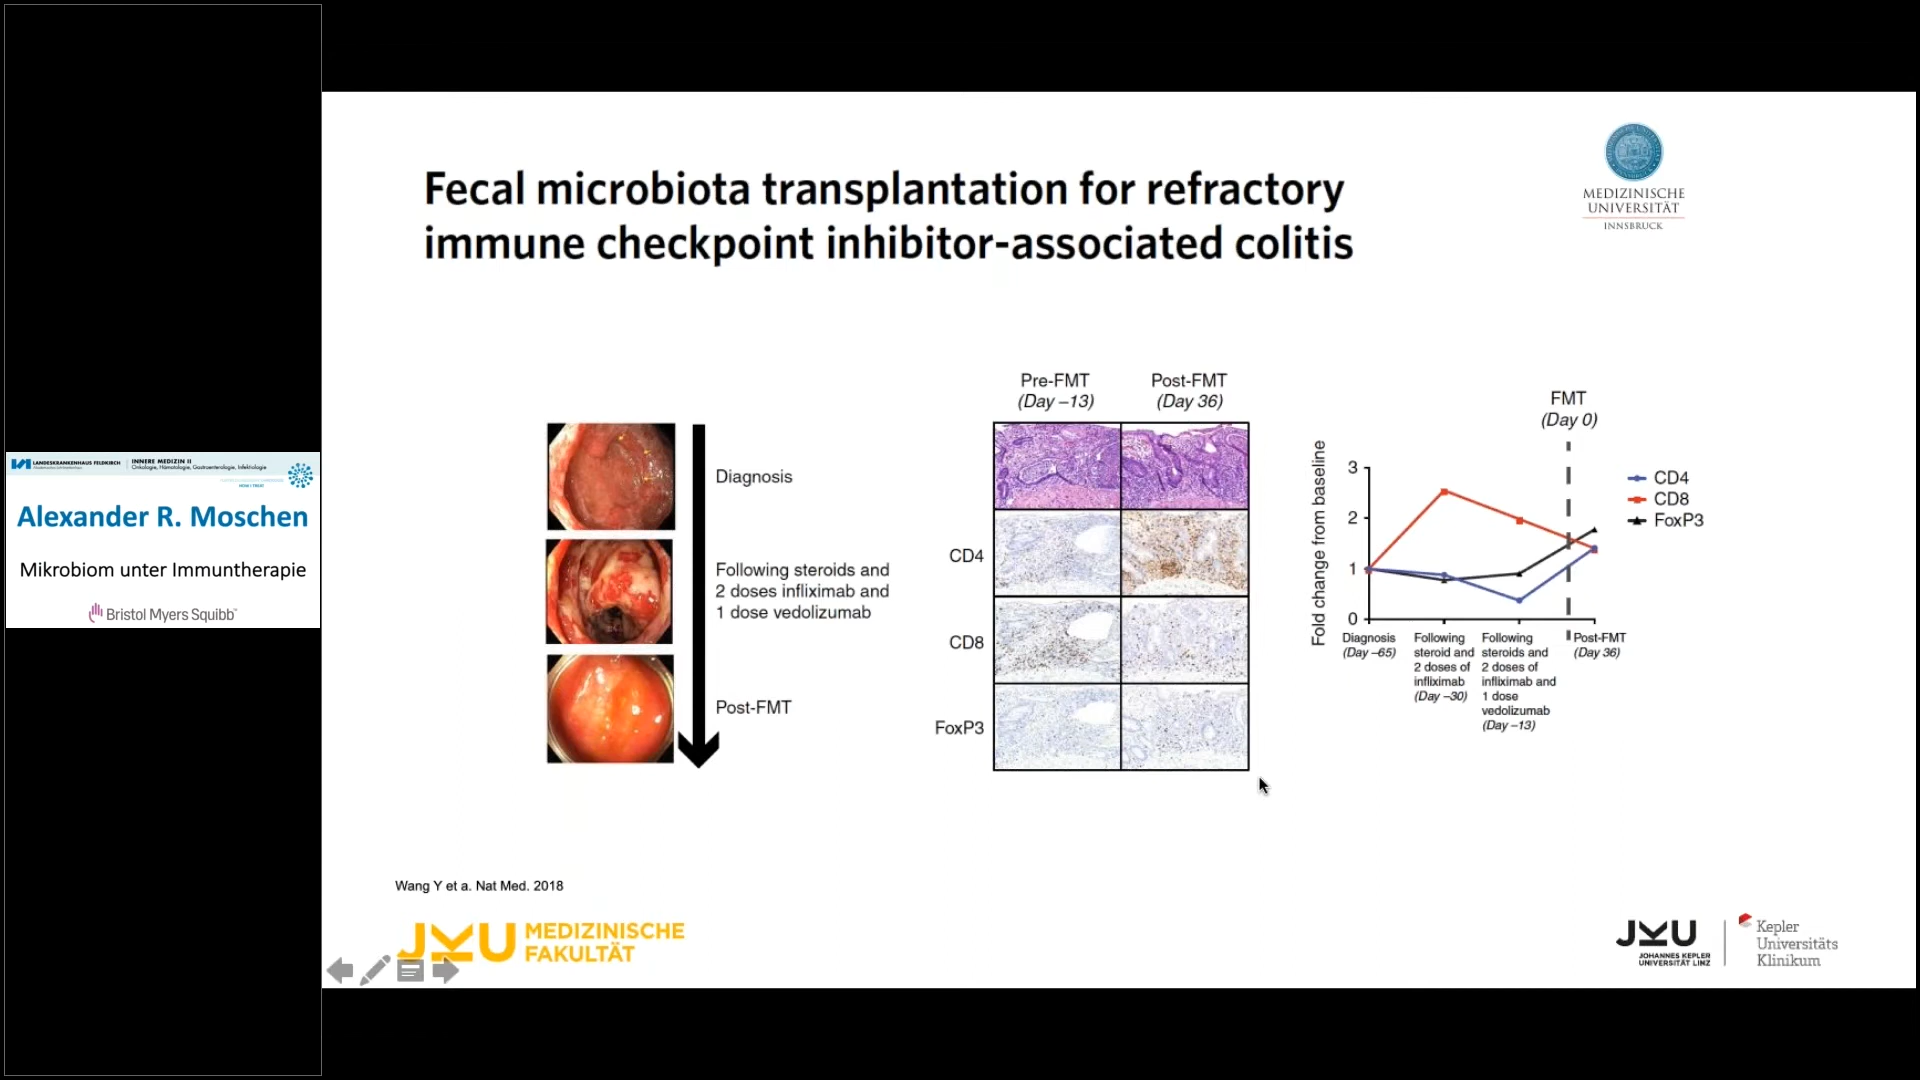 LANDESKRANKENHAUS FELDKIRCH
INNERE MEDIZIN II
Onkologie, Hämatologie, Gastroenterologie, Infektiologie
Alexander R. Moschen
Mikrobiom unter Immuntherapie
Bristol Myers Squibb™
Fecal microbiota transplantation for refractory
immune checkpoint inhibitor-associated colitis
MEDIZINISCHE
UNIVERSITÄT
INNSBRUCK
Diagnosis
Following steroids and
2 doses infliximab and
1 dose vedolizumab
Post-FMT
Pre-FMT
(Day –13)
Post-FMT
(Day 36)
CD4
CD8
FoxP3
FMT
(Day 0)
Fold change from baseline
3
2
1
0
CD4
CD8
FoxP3
Diagnosis
(Day –65)
Following
steroid and
2 doses of
infliximab
(Day –30)
Following
steroids and
2 doses of
infliximab and
1 dose
vedolizumab
(Day –13)
Post-FMT
(Day 36)
Wang Y et a. Nat Med. 2018
JKU MEDIZINISCHE
FAKULTÄT
JKU
JOHANNES KEPLER
UNIVERSITÄT LINZ
Kepler
Universitäts
Klinikum